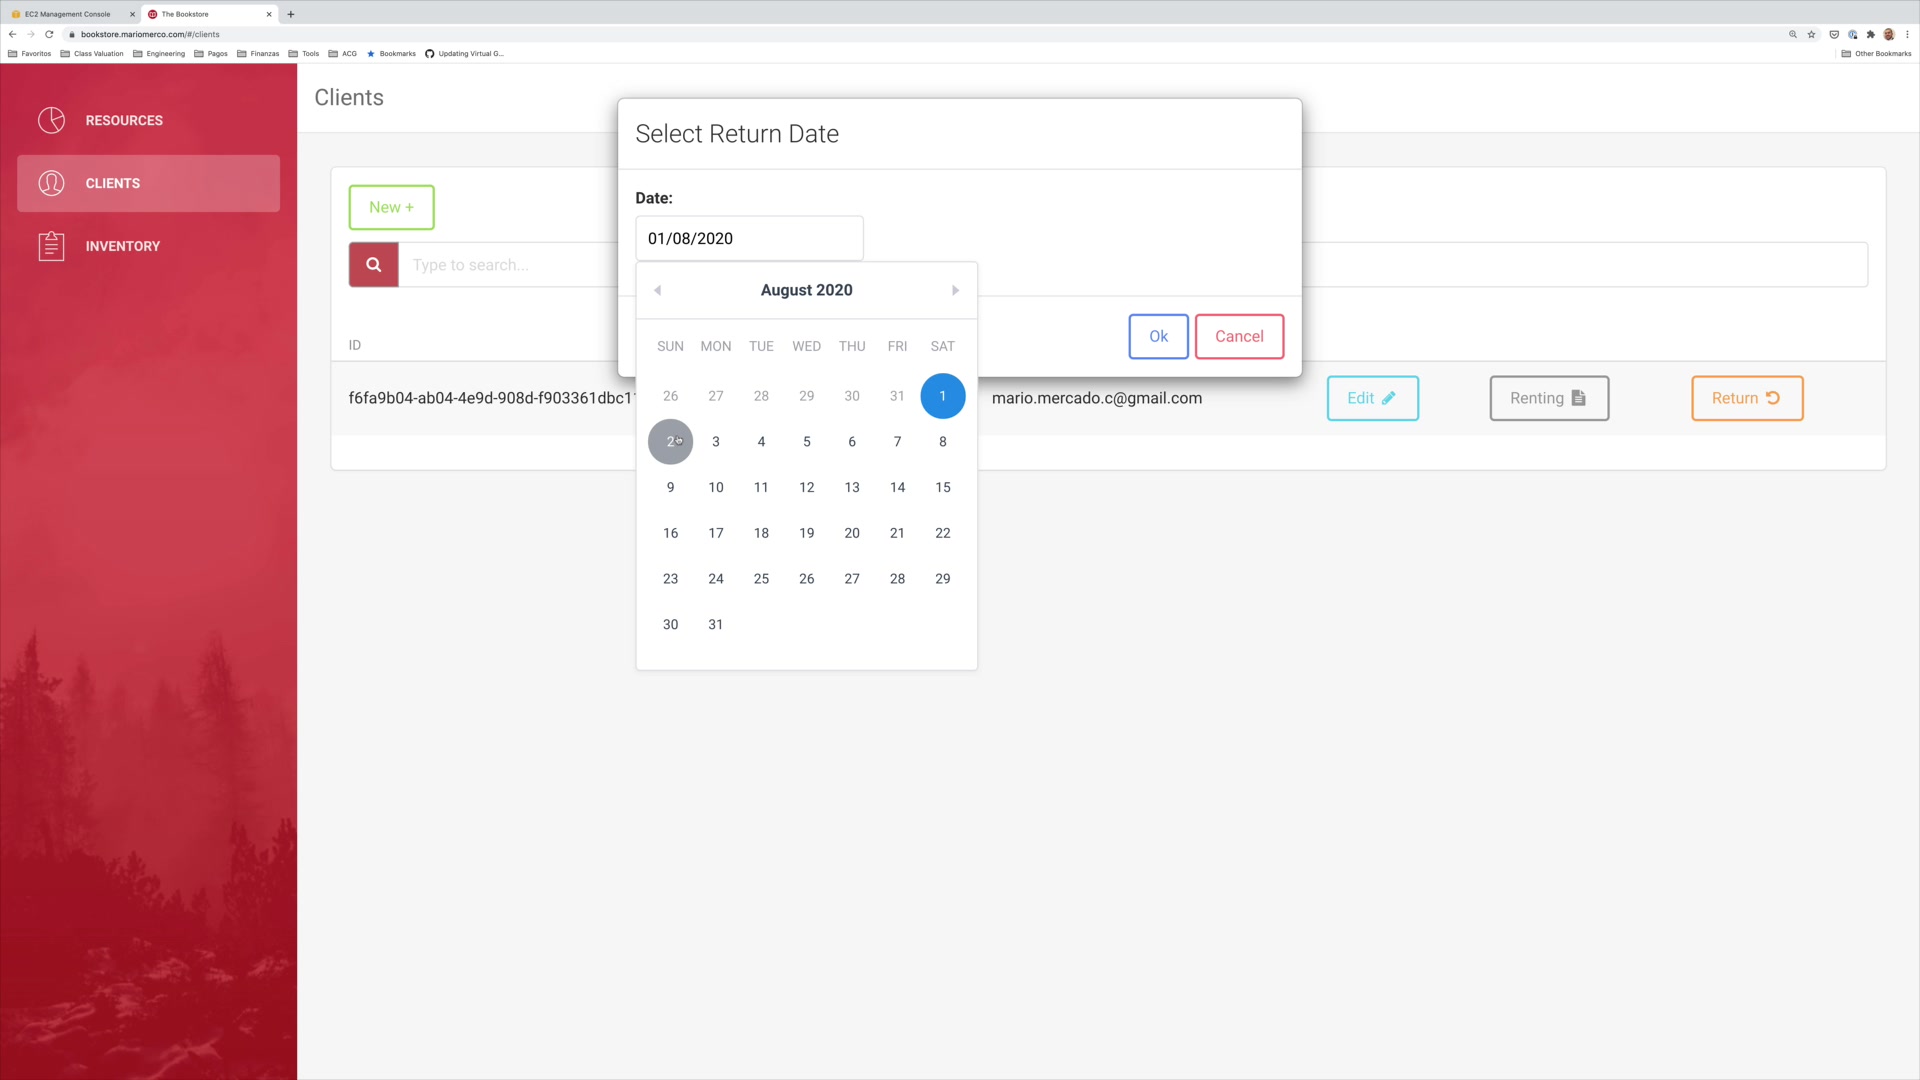 EC2 Management Console
The Bookstore
bookstore.mariomerco.com/#/clients
Favoritos
Class Valuation
Engineering
Pagos
Finanzas
Tools
ACG
Bookmarks
Updating Virtual G...
Other Bookmarks
RESOURCES
CLIENTS
INVENTORY
Clients
New +
Type to search...
ID
f6fa9b04-ab04-4e9d-908d-f903361dbc1
mario.mercado.c@gmail.com
Edit
Renting
Return
Select Return Date
Date:
01/08/2020
Ok
Cancel
August 2020
SUN MON TUE WED THU FRI SAT
26 27 28 29 30 31 1
2 3 4 5 6 7 8
9 10 11 12 13 14 15
16 17 18 19 20 21 22
23 24 25 26 27 28 29
30 31